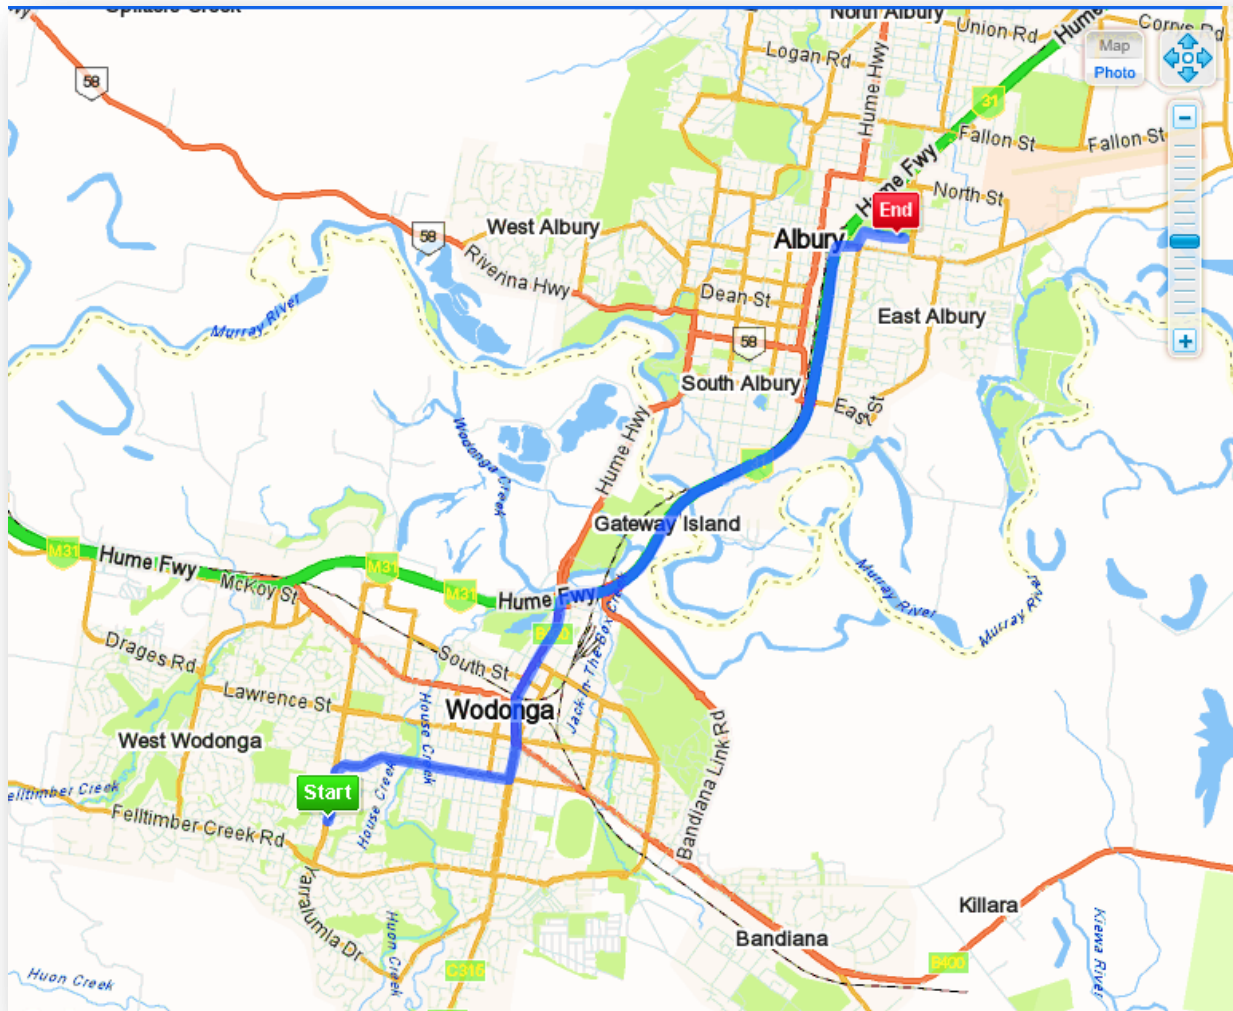 Spitters Creek
North Albury
Union Rd
Hume
Corrys Rd
Logan Rd
Map
Photo
58
Hume Hwy
31
Fallon St
Fallon St
Hume Fwy
North St
End
58
West Albury
Albury
Riverina Hwy
Dean St
Murray River
East Albury
58
South Albury
East St
Hume Hwy
Wodonga Creek
Gateway Island
M31
Hume Fwy
M31
McKoy St
M31
Hume Fwy
Murray River
Murray River
Jack-In-The-Box Creek
Drages Rd
South St
Lawrence St
House Creek
Wodonga
West Wodonga
Bandiana Link Rd
Start
House Creek
elltimber Creek
Felltimber Creek Rd
Yarralumla Dr
Huon Creek
Killara
Kiewa River
Bandiana
B400
C315
Huon Creek